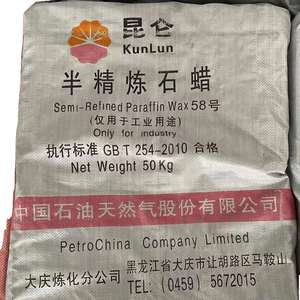 昆仑
KunLun
半精炼石蜡
Semi-Refined Paraffin Wax 58号
(仅用于工业用途)
Only for industry
执行标准 GB T 254-2010 合格
Net Weight 50Kg
中国石油天然气股份有限公司
PetroChina Company Limited
大庆炼化分公司 黑龙江省大庆市让胡路区马鞍山
Tel: (0459) 5672015